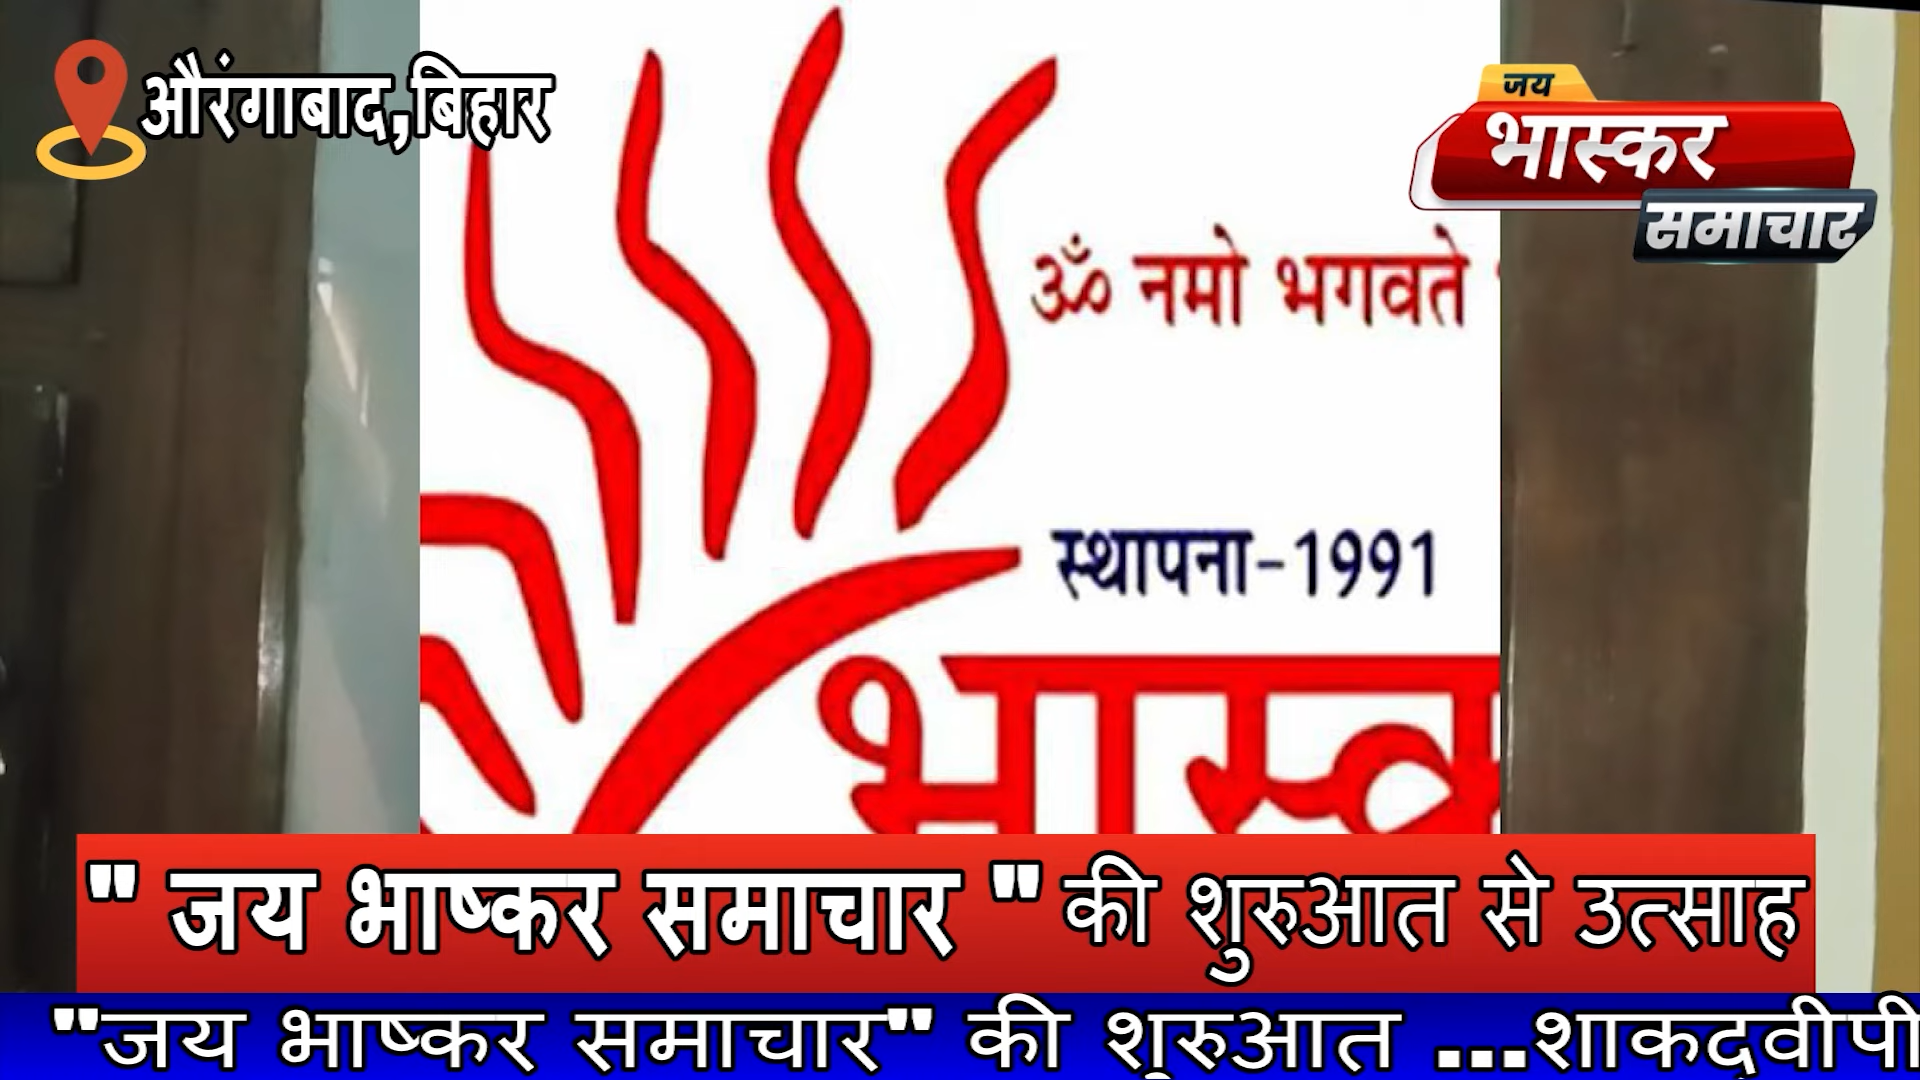 औरंगाबाद,बिहार
जय
भास्कर
समाचार
ॐ नमो भगवते
स्थापना-1991
" जय भाष्कर समाचार " की शुरुआत से उत्साह
"जय भाष्कर समाचार" की शुरुआत ...शाकद्वीपी